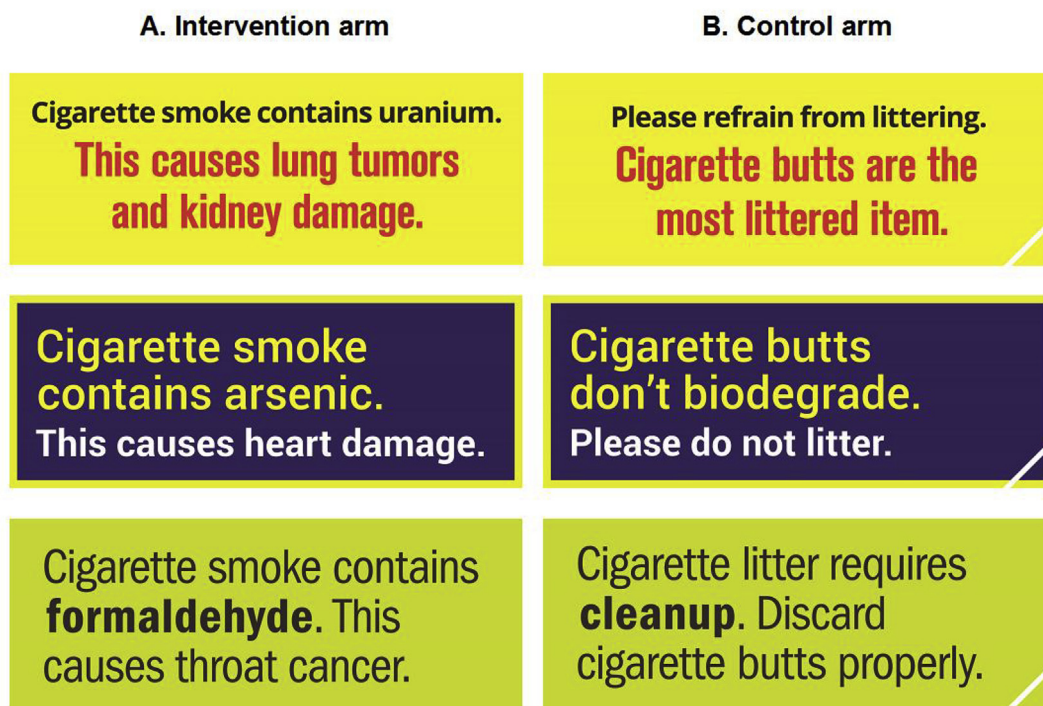 A. Intervention arm
B. Control arm
Cigarette smoke contains uranium.
This causes lung tumors
and kidney damage.
Please refrain from littering.
Cigarette butts are the
most littered item.
Cigarette smoke
contains arsenic.
This causes heart damage.
Cigarette butts
don't biodegrade.
Please do not litter.
Cigarette smoke contains
formaldehyde. This
causes throat cancer.
Cigarette litter requires
cleanup. Discard
cigarette butts properly.